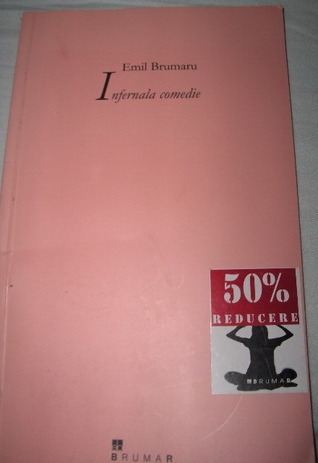 Emil Brumaru
Infernala comedie
50%
REDUCERE
BRUMAR
BRUMAR